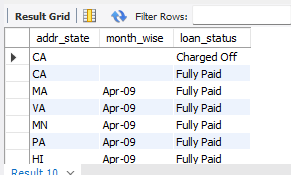 Result Grid Filter Rows:
addr_state month_wise loan_status
CA Charged Off
CA Fully Paid
MA Apr-09 Fully Paid
VA Apr-09 Fully Paid
MN Apr-09 Fully Paid
PA Apr-09 Fully Paid
HI Apr-09 Fully Paid
Result 10